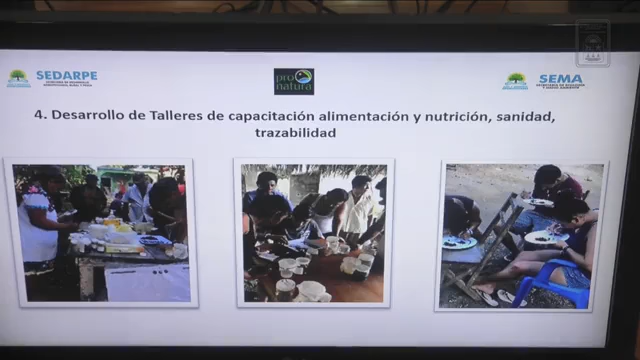 SEDARPE
pro
natura
SEMA
4. Desarrollo de Talleres de capacitación alimentación y nutrición, sanidad,
trazabilidad